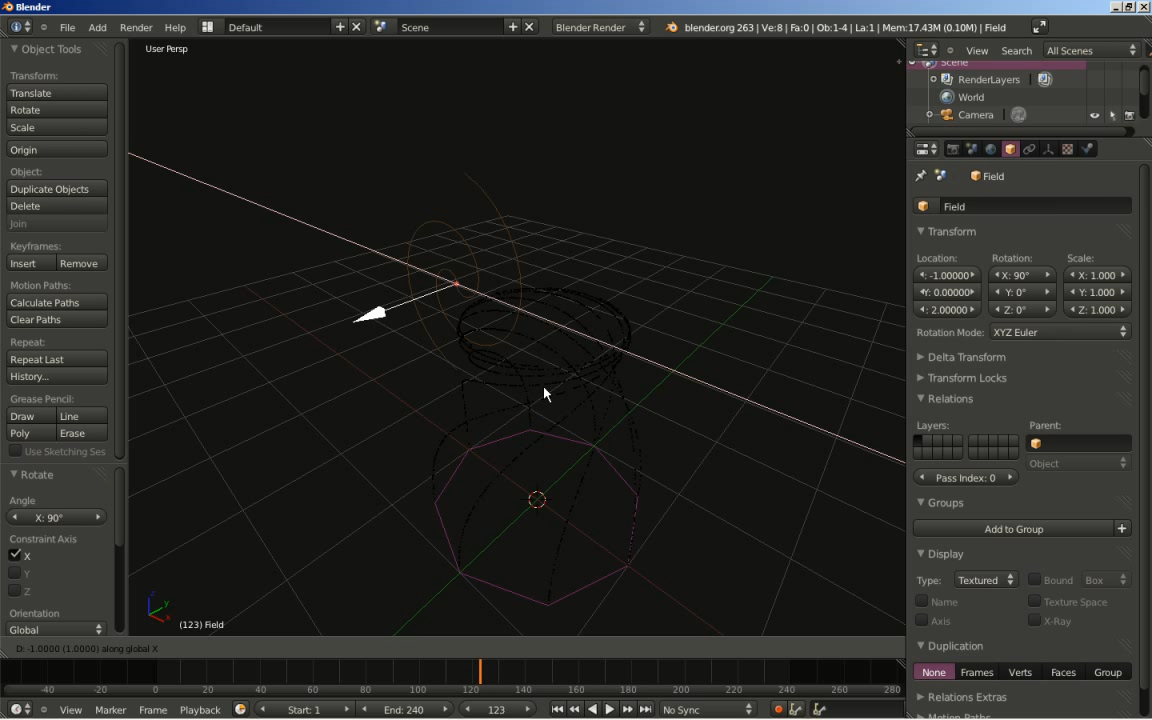 Blender
File Add Render Help Default Scene Blender Render blender.org 263 | Ve:8 | Fa:0 | Ob:1-4 | La:1 | Mem:17.43M (0.10M) | Field
Object Tools
Transform:
Translate
Rotate
Scale
Origin
Object:
Duplicate Objects
Delete
Join
Keyframes:
Insert Remove
Motion Paths:
Calculate Paths
Clear Paths
Repeat:
Repeat Last
History...
Grease Pencil:
Draw Line
Poly Erase
Use Sketching Ses
Rotate
Angle
X: 90°
Constraint Axis
X
Y
Z
Orientation
Global
User Persp
(123) Field
D: -1.0000 (1.0000) along global X
-40 -20 0 20 40 60 80 100 120 140 160 180 200 220 240 260 280
View Marker Frame Playback Start: 1 End: 240 123 No Sync
View Search All Scenes
Scene
RenderLayers
World
Camera
Field
Field
Transform
Location: Rotation: Scale:
: -1.00000 X: 90° X: 1.000
Y: 0.00000 Y: 0° Y: 1.000
: 2.00000 Z: 0° Z: 1.000
Rotation Mode: XYZ Euler
Delta Transform
Transform Locks
Relations
Layers: Parent:
Object
Pass Index: 0
Groups
Add to Group
Display
Type: Textured Bound Box
Name Texture Space
Axis X-Ray
Duplication
None Frames Verts Faces Group
Relations Extras
Motion Paths